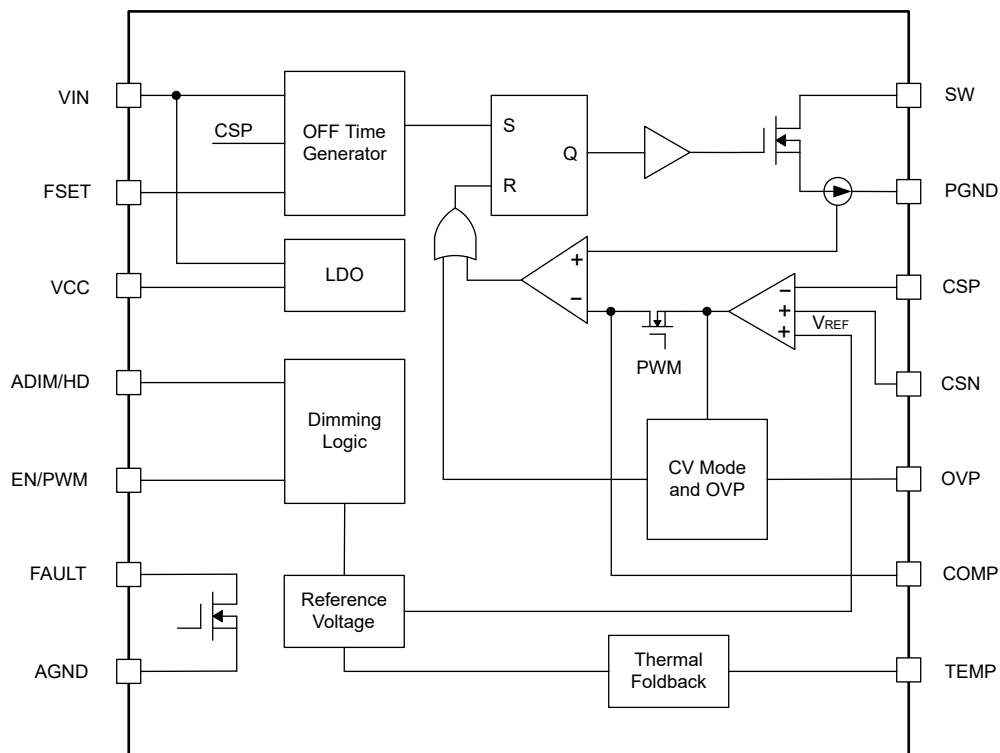 VIN
FSET
VCC
ADIM/HD
EN/PWM
FAULT
AGND
CSP
OFF Time
Generator
LDO
Dimming
Logic
Reference
Voltage
S
R
Q
+
−
PWM
−
+
+
VREF
CV Mode
and OVP
Thermal
Foldback
SW
PGND
CSP
CSN
OVP
COMP
TEMP